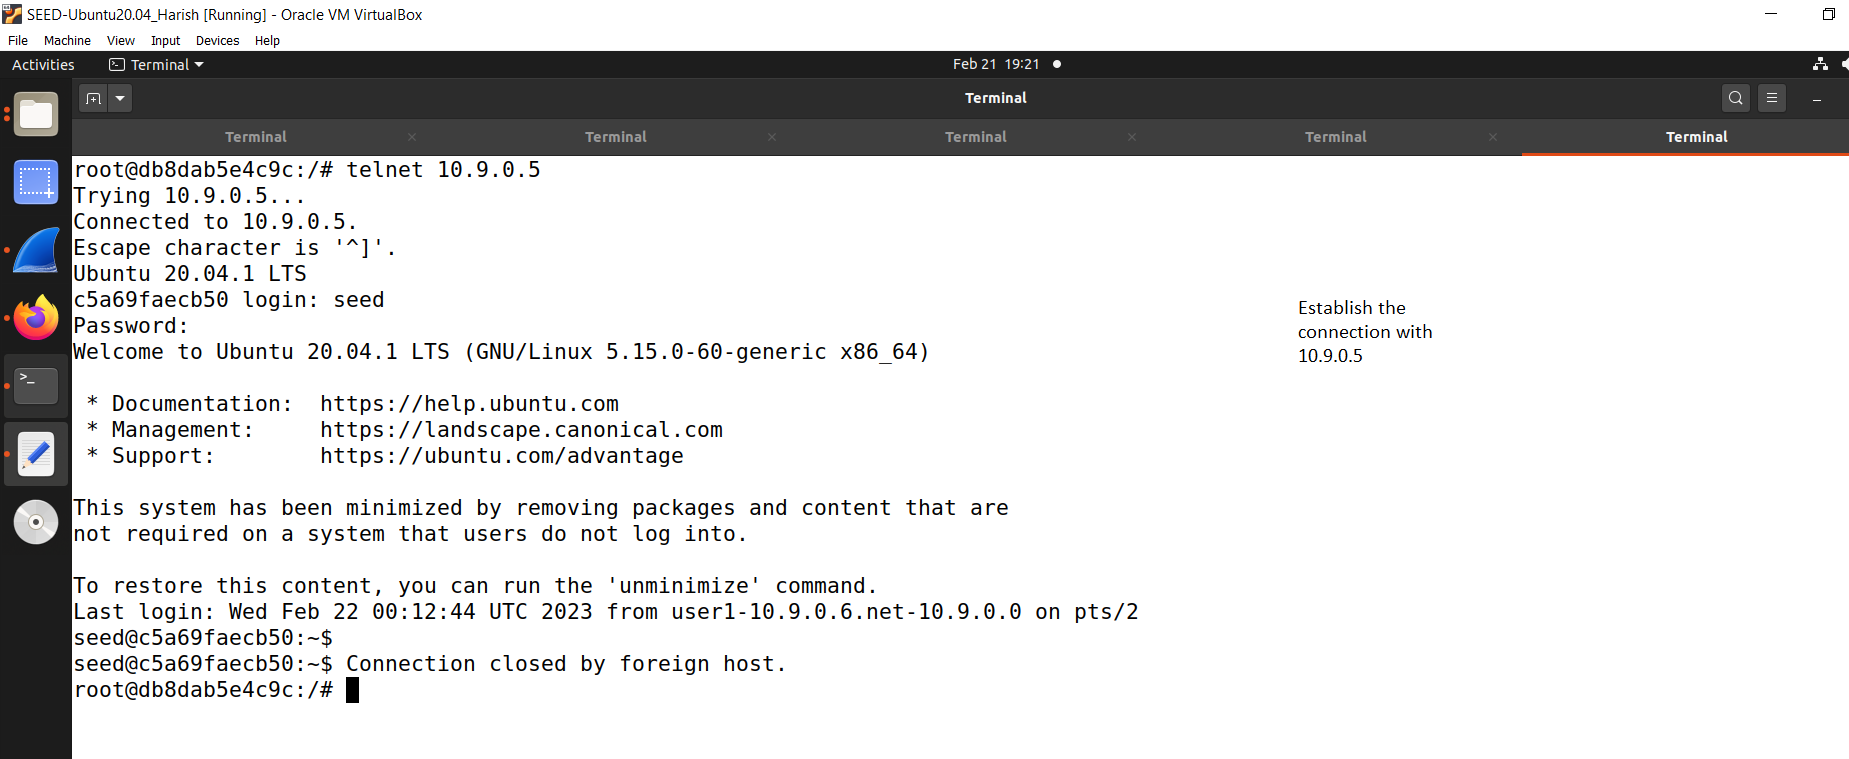 SEED-Ubuntu20.04_Harish [Running] - Oracle VM VirtualBox
File Machine View Input Devices Help
Activities Terminal Feb 21 19:21
Terminal
Terminal Terminal Terminal Terminal Terminal
root@db8dab5e4c9c:/# telnet 10.9.0.5
Trying 10.9.0.5...
Connected to 10.9.0.5.
Escape character is '^]'.
Ubuntu 20.04.1 LTS
c5a69faecb50 login: seed
Password:
Welcome to Ubuntu 20.04.1 LTS (GNU/Linux 5.15.0-60-generic x86_64)
* Documentation: https://help.ubuntu.com
* Management: https://landscape.canonical.com
* Support: https://ubuntu.com/advantage
This system has been minimized by removing packages and content that are
not required on a system that users do not log into.
To restore this content, you can run the 'unminimize' command.
Last login: Wed Feb 22 00:12:44 UTC 2023 from user1-10.9.0.6.net-10.9.0.0 on pts/2
seed@c5a69faecb50:~$
seed@c5a69faecb50:~$ Connection closed by foreign host.
root@db8dab5e4c9c:/#
Establish the
connection with
10.9.0.5